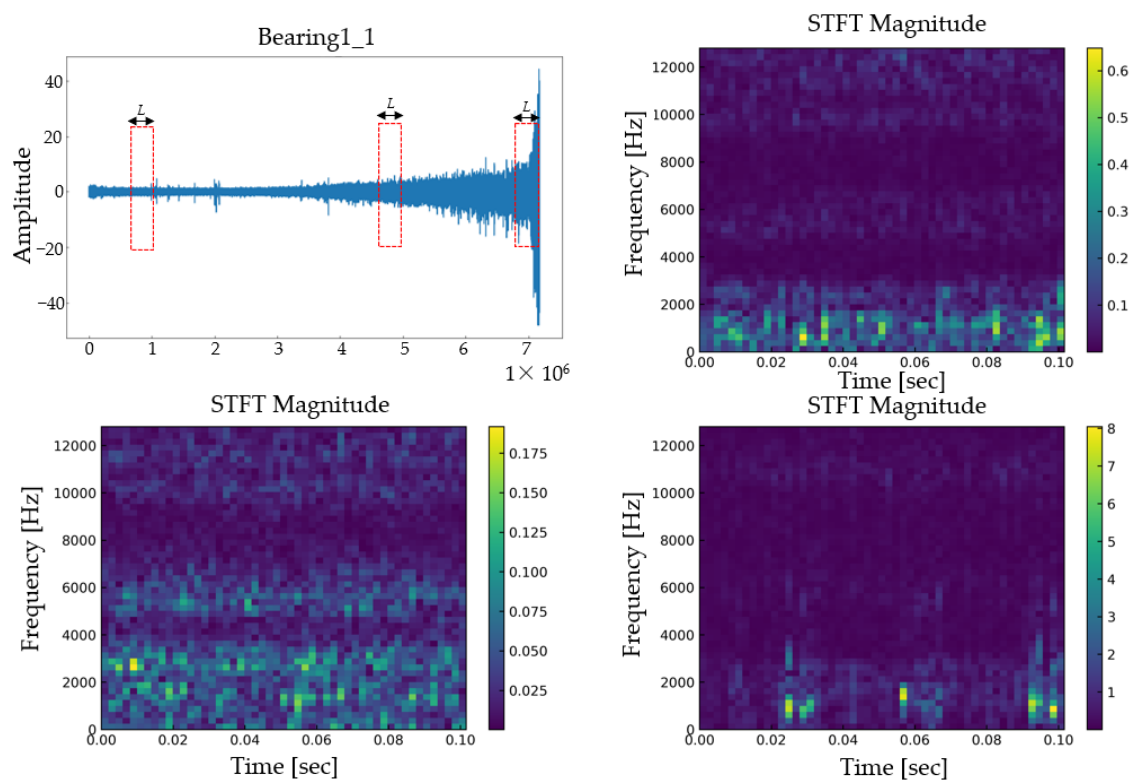 Bearing1_1
Amplitude
40
20
0
−20
−40
L
L
L
0 1 2 3 4 5 6 7
1× 10⁶
STFT Magnitude
Frequency [Hz]
12000
10000
8000
6000
4000
2000
0
0.00 0.02 0.04 0.06 0.08 0.10
Time [sec]
0.6
0.5
0.4
0.3
0.2
0.1
STFT Magnitude
Frequency [Hz]
12000
10000
8000
6000
4000
2000
0
0.00 0.02 0.04 0.06 0.08 0.10
Time [sec]
0.175
0.150
0.125
0.100
0.075
0.050
0.025
STFT Magnitude
Frequency [Hz]
12000
10000
8000
6000
4000
2000
0
0.00 0.02 0.04 0.06 0.08 0.10
Time [sec]
8
7
6
5
4
3
2
1